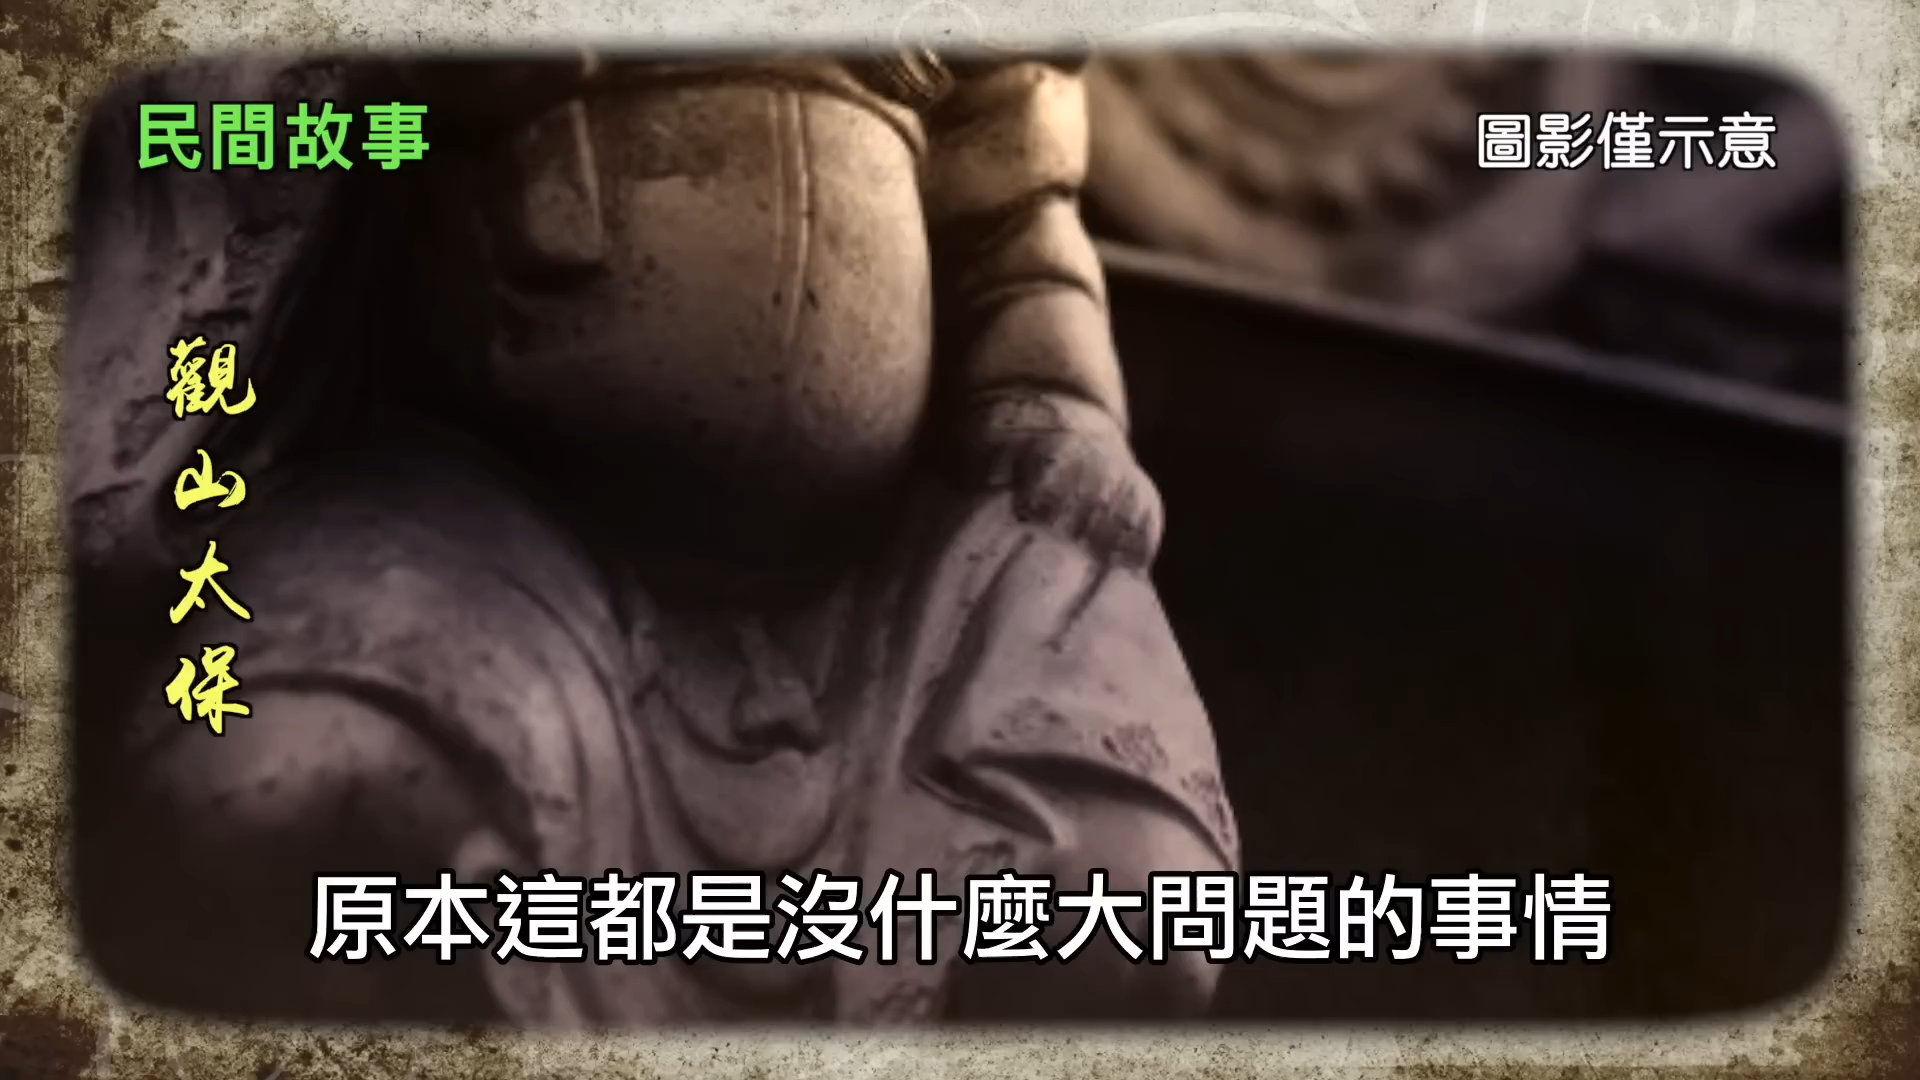 民間故事
圖影僅示意
觀山太保
原本這都是沒什麼大問題的事情